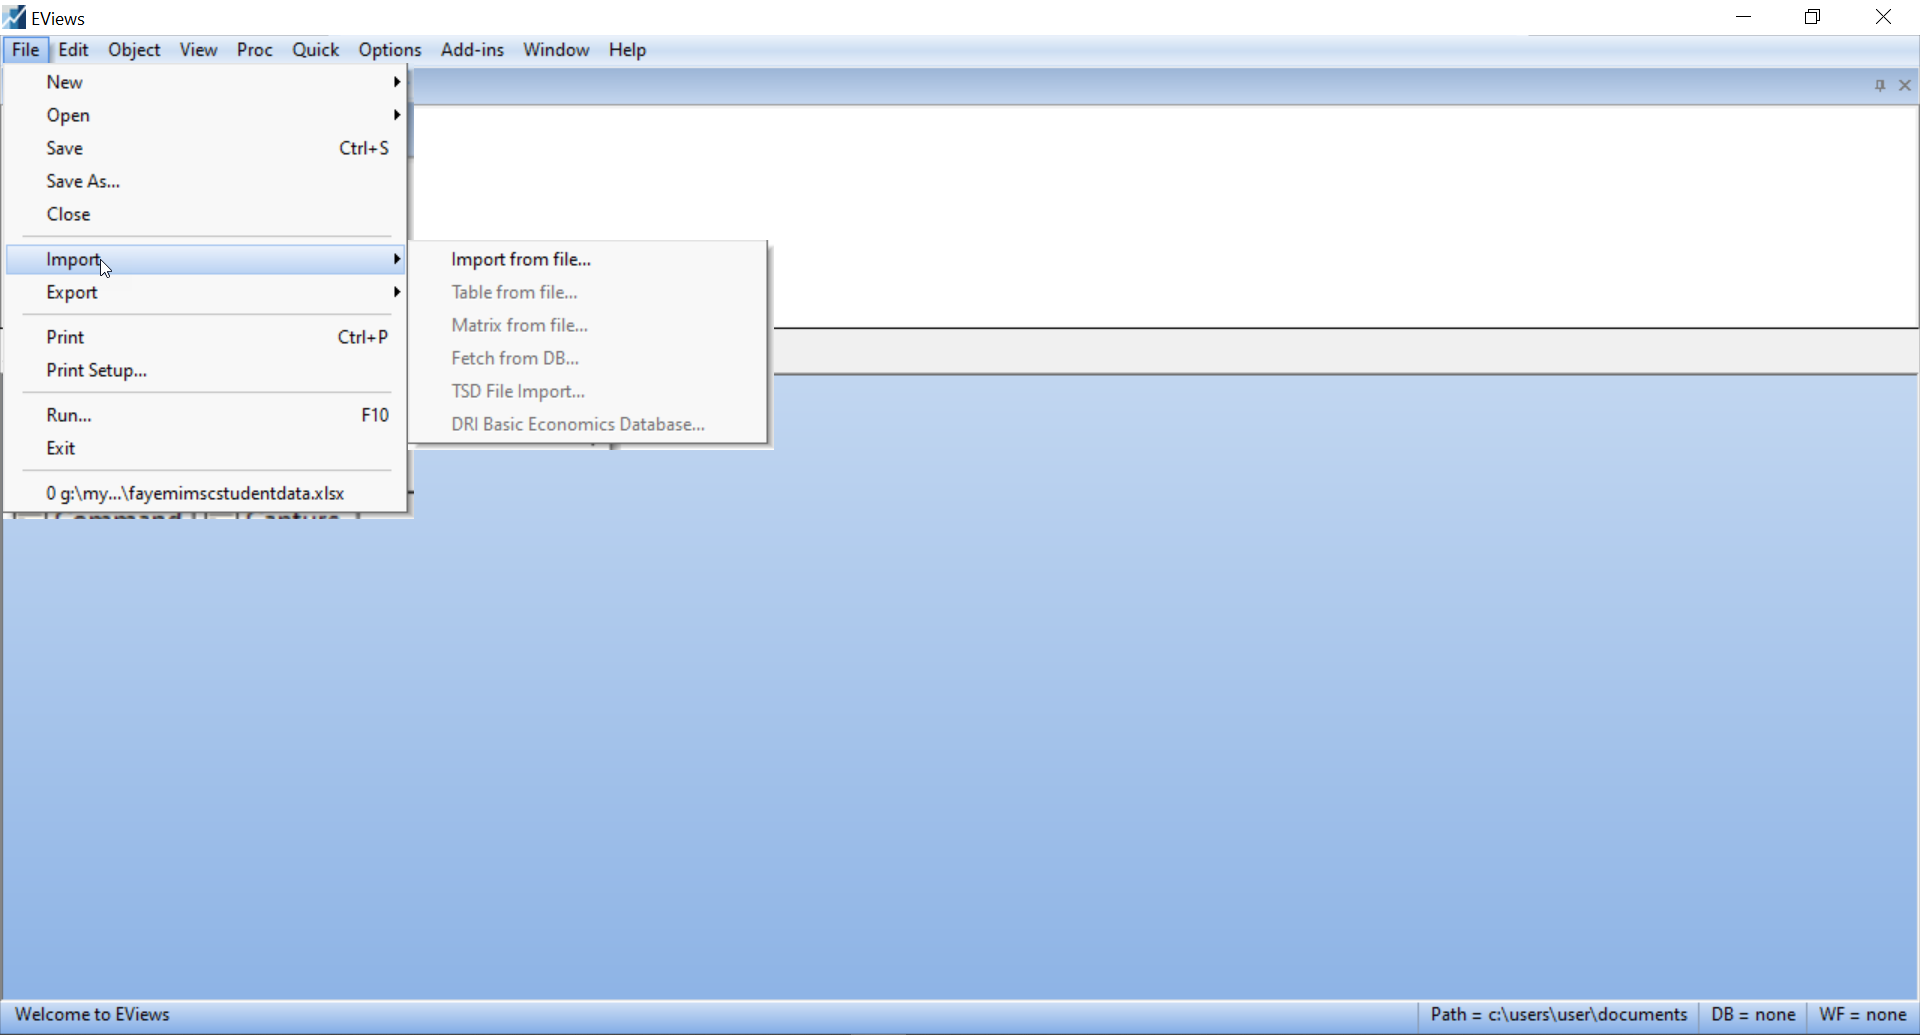 EViews
File Edit Object View Proc Quick Options Add-ins Window Help
New
Open
Save Ctrl+S
Save As...
Close
Import
Export
Print Ctrl+P
Print Setup...
Run... F10
Exit
0 g:\my...\fayemimscstudentdata.xlsx
Import from file...
Table from file...
Matrix from file...
Fetch from DB...
TSD File Import...
DRI Basic Economics Database...
Command Capture
Welcome to EViews Path = c:\users\user\documents DB = none WF = none